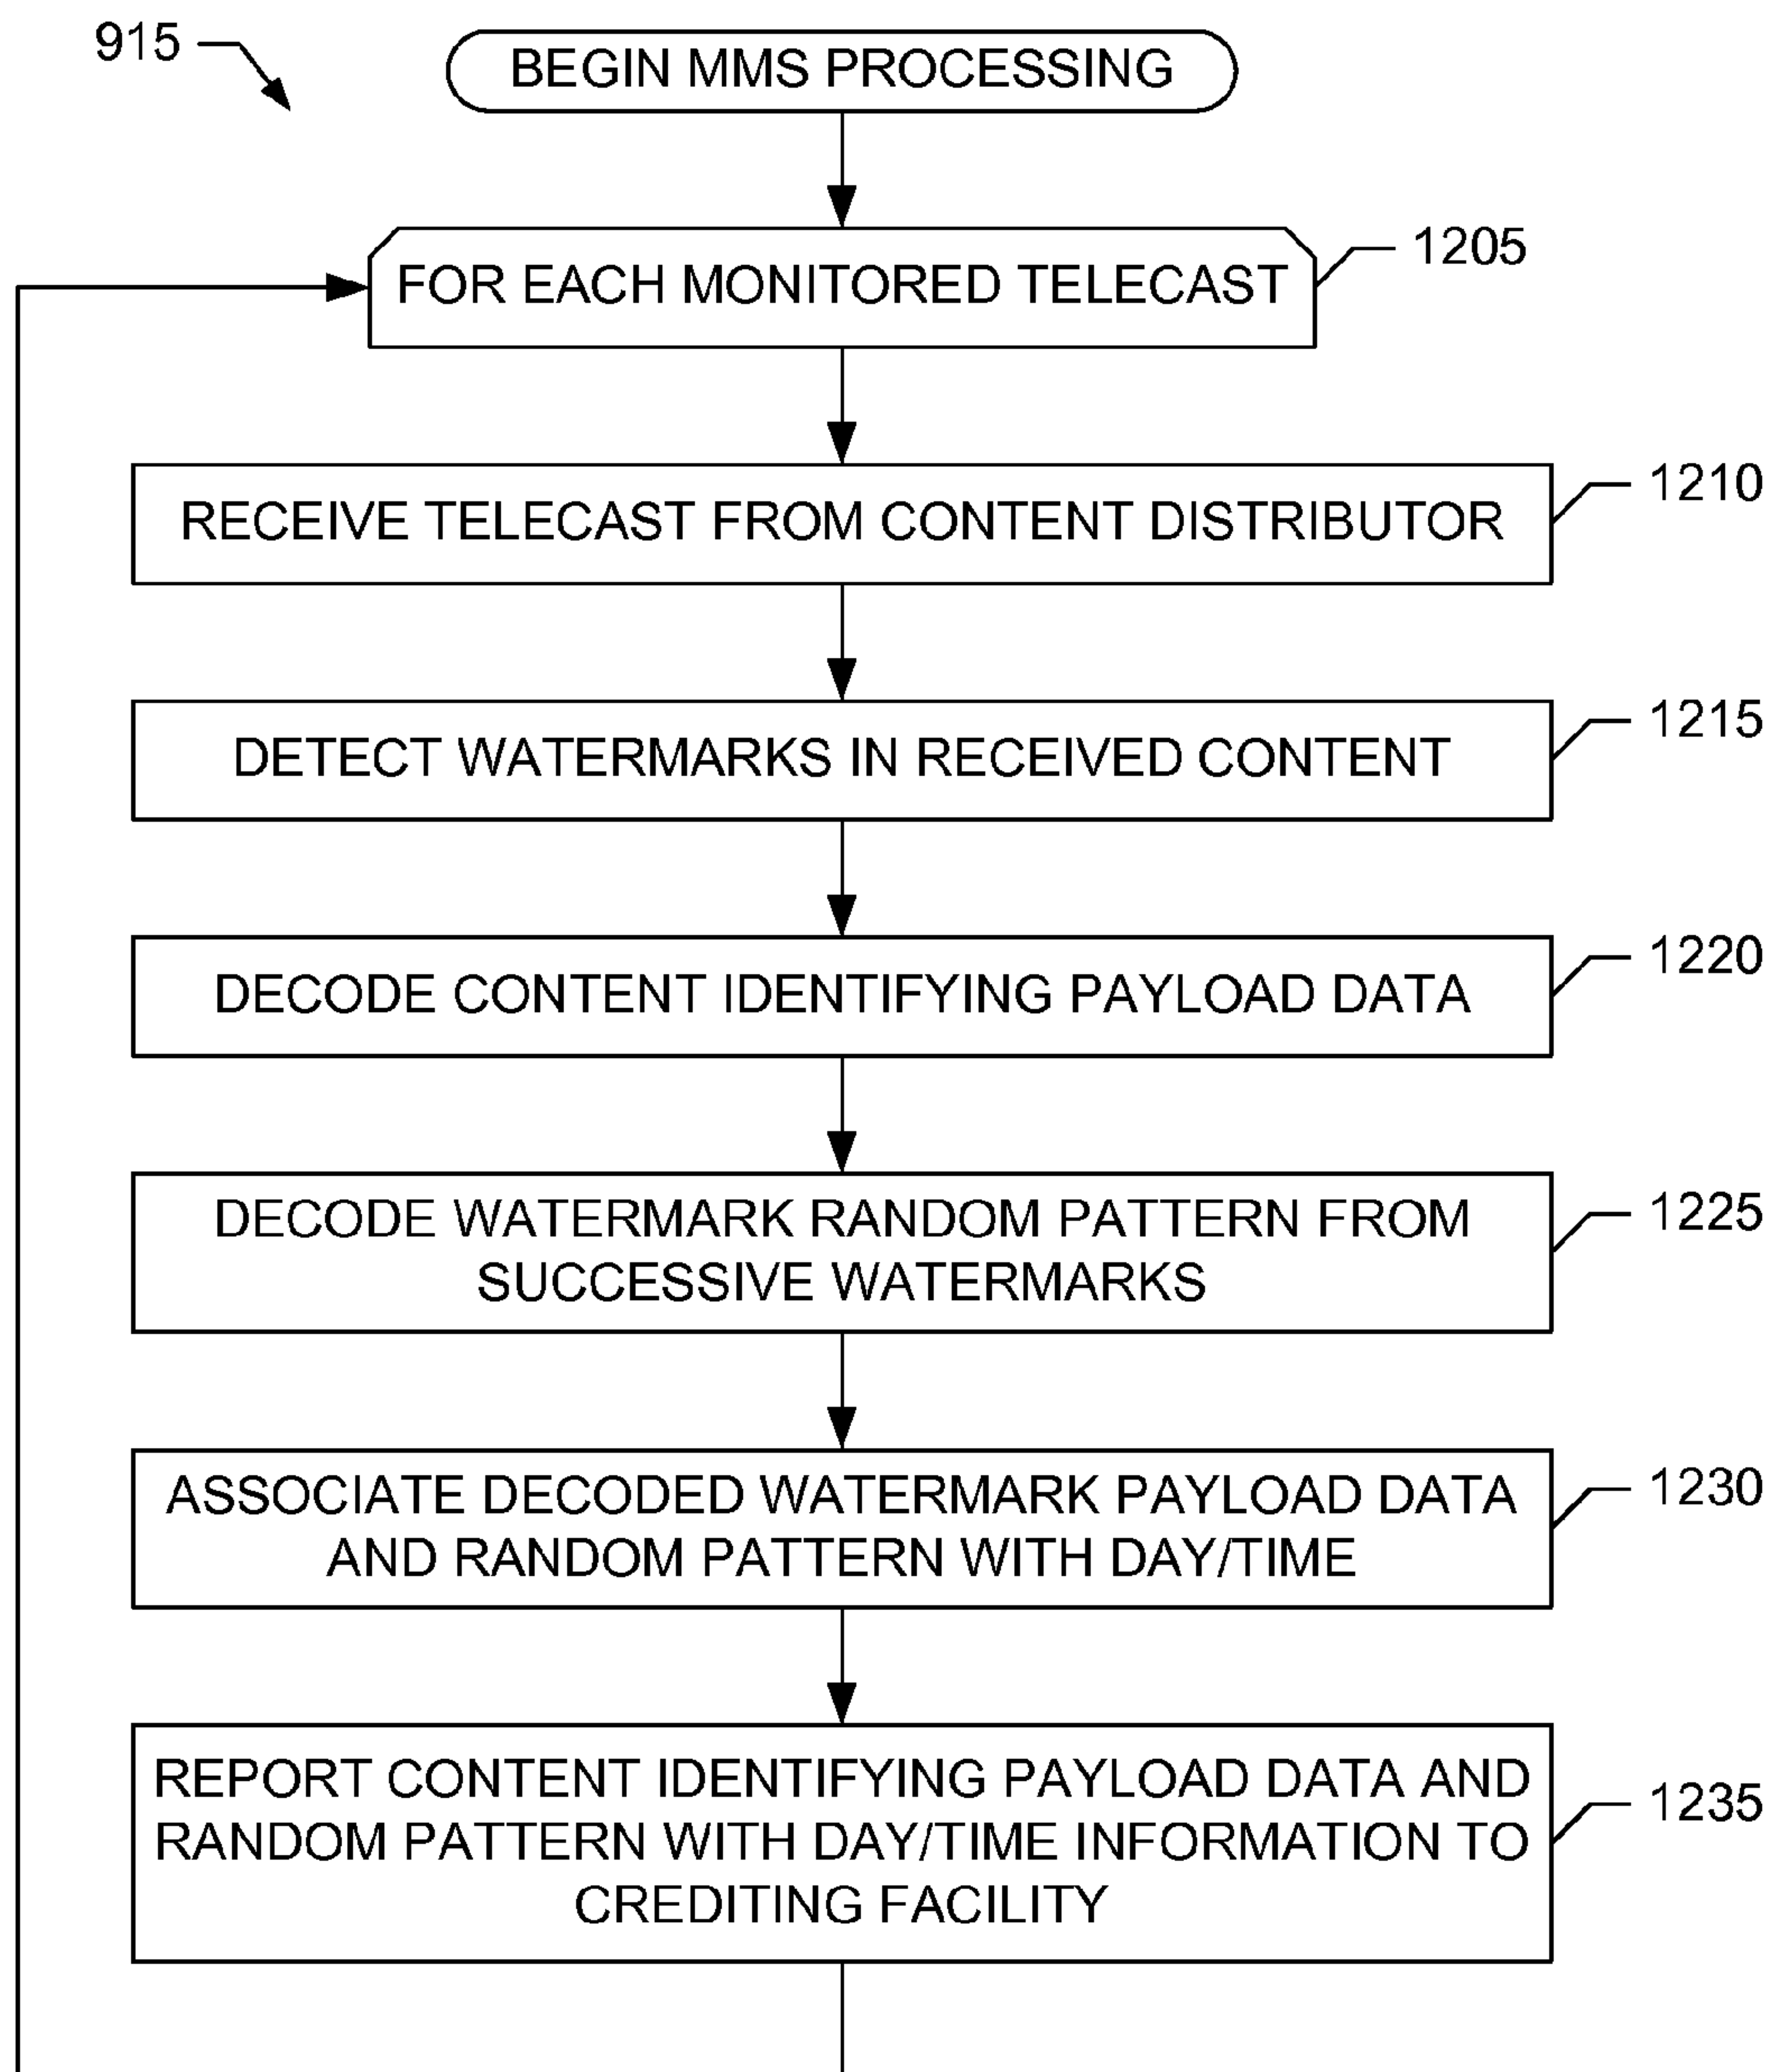 915
BEGIN MMS PROCESSING
FOR EACH MONITORED TELECAST
1205
RECEIVE TELECAST FROM CONTENT DISTRIBUTOR
1210
DETECT WATERMARKS IN RECEIVED CONTENT
1215
DECODE CONTENT IDENTIFYING PAYLOAD DATA
1220
DECODE WATERMARK RANDOM PATTERN FROM
SUCCESSIVE WATERMARKS
1225
ASSOCIATE DECODED WATERMARK PAYLOAD DATA
AND RANDOM PATTERN WITH DAY/TIME
1230
REPORT CONTENT IDENTIFYING PAYLOAD DATA AND
RANDOM PATTERN WITH DAY/TIME INFORMATION TO
CREDITING FACILITY
1235